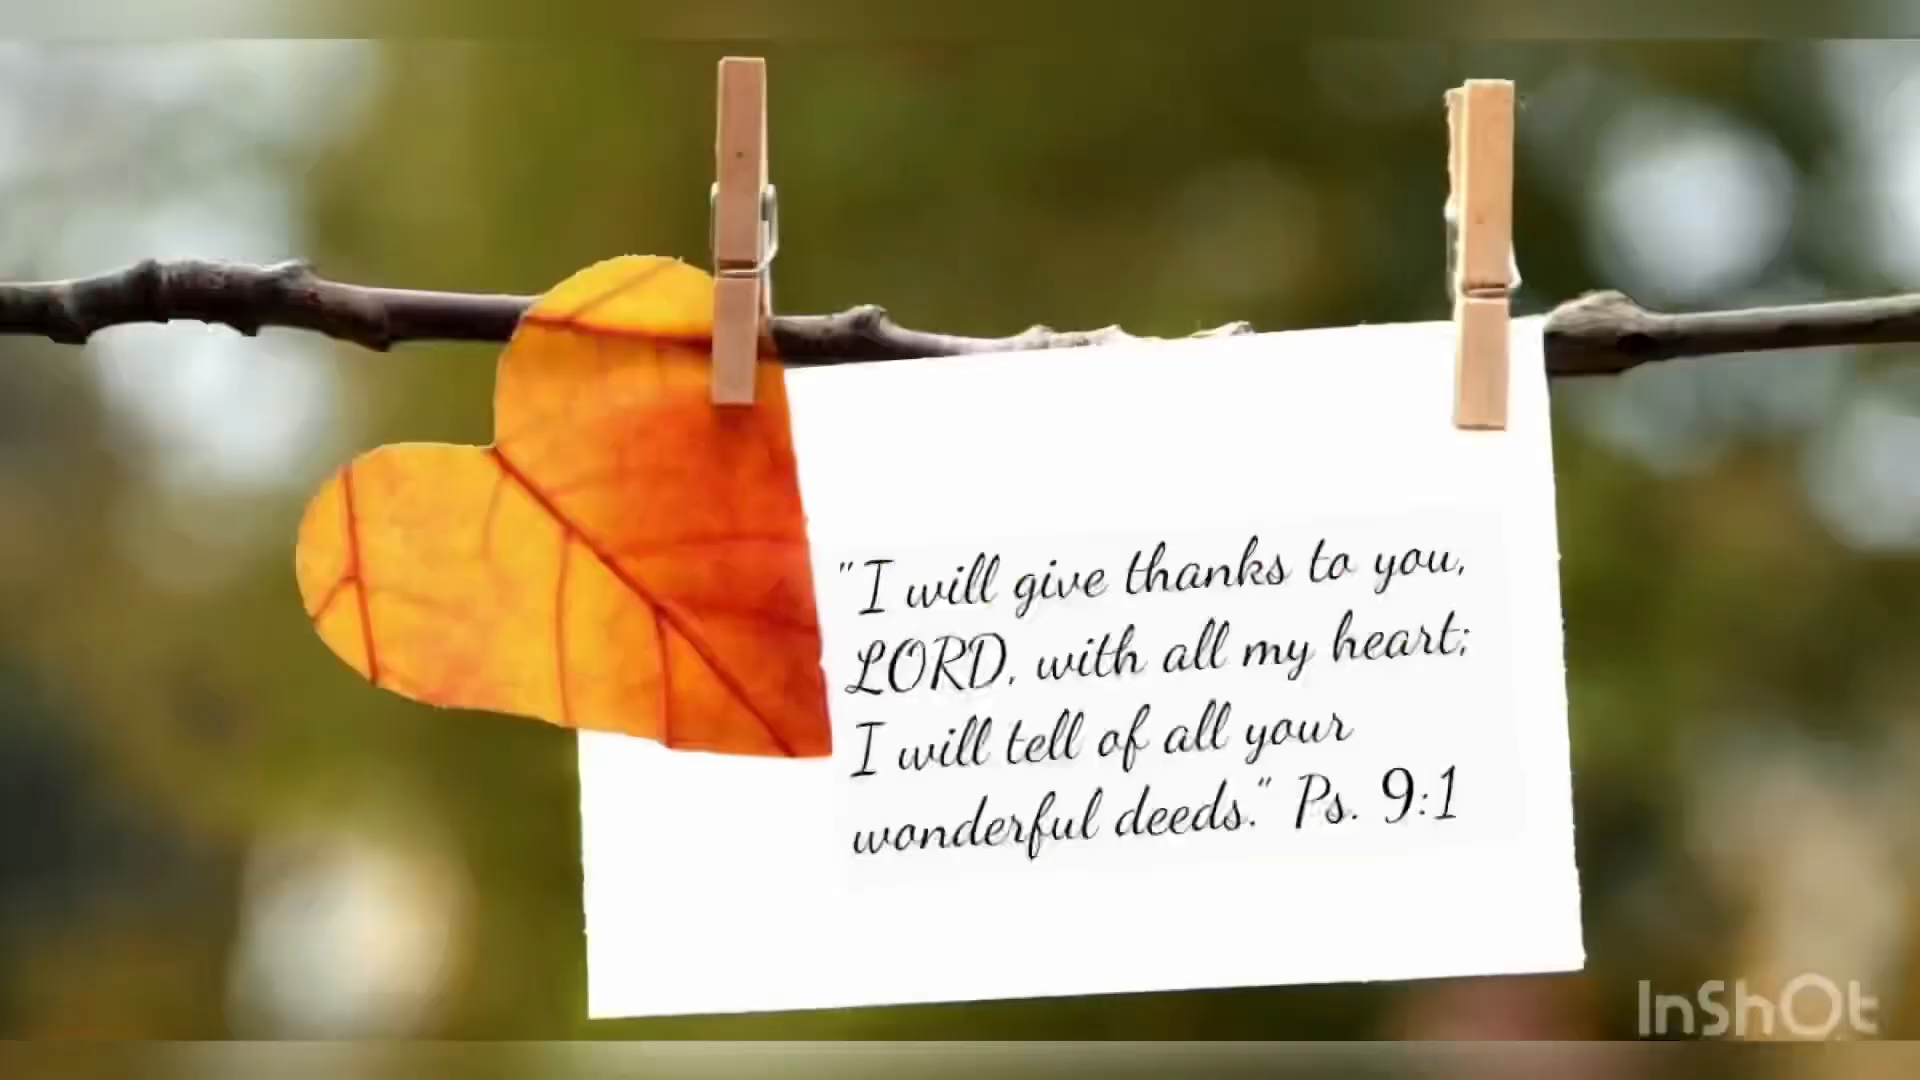 "I will give thanks to you,
LORD, with all my heart;
I will tell of all your
wonderful deeds." Ps. 9:1
InShOt